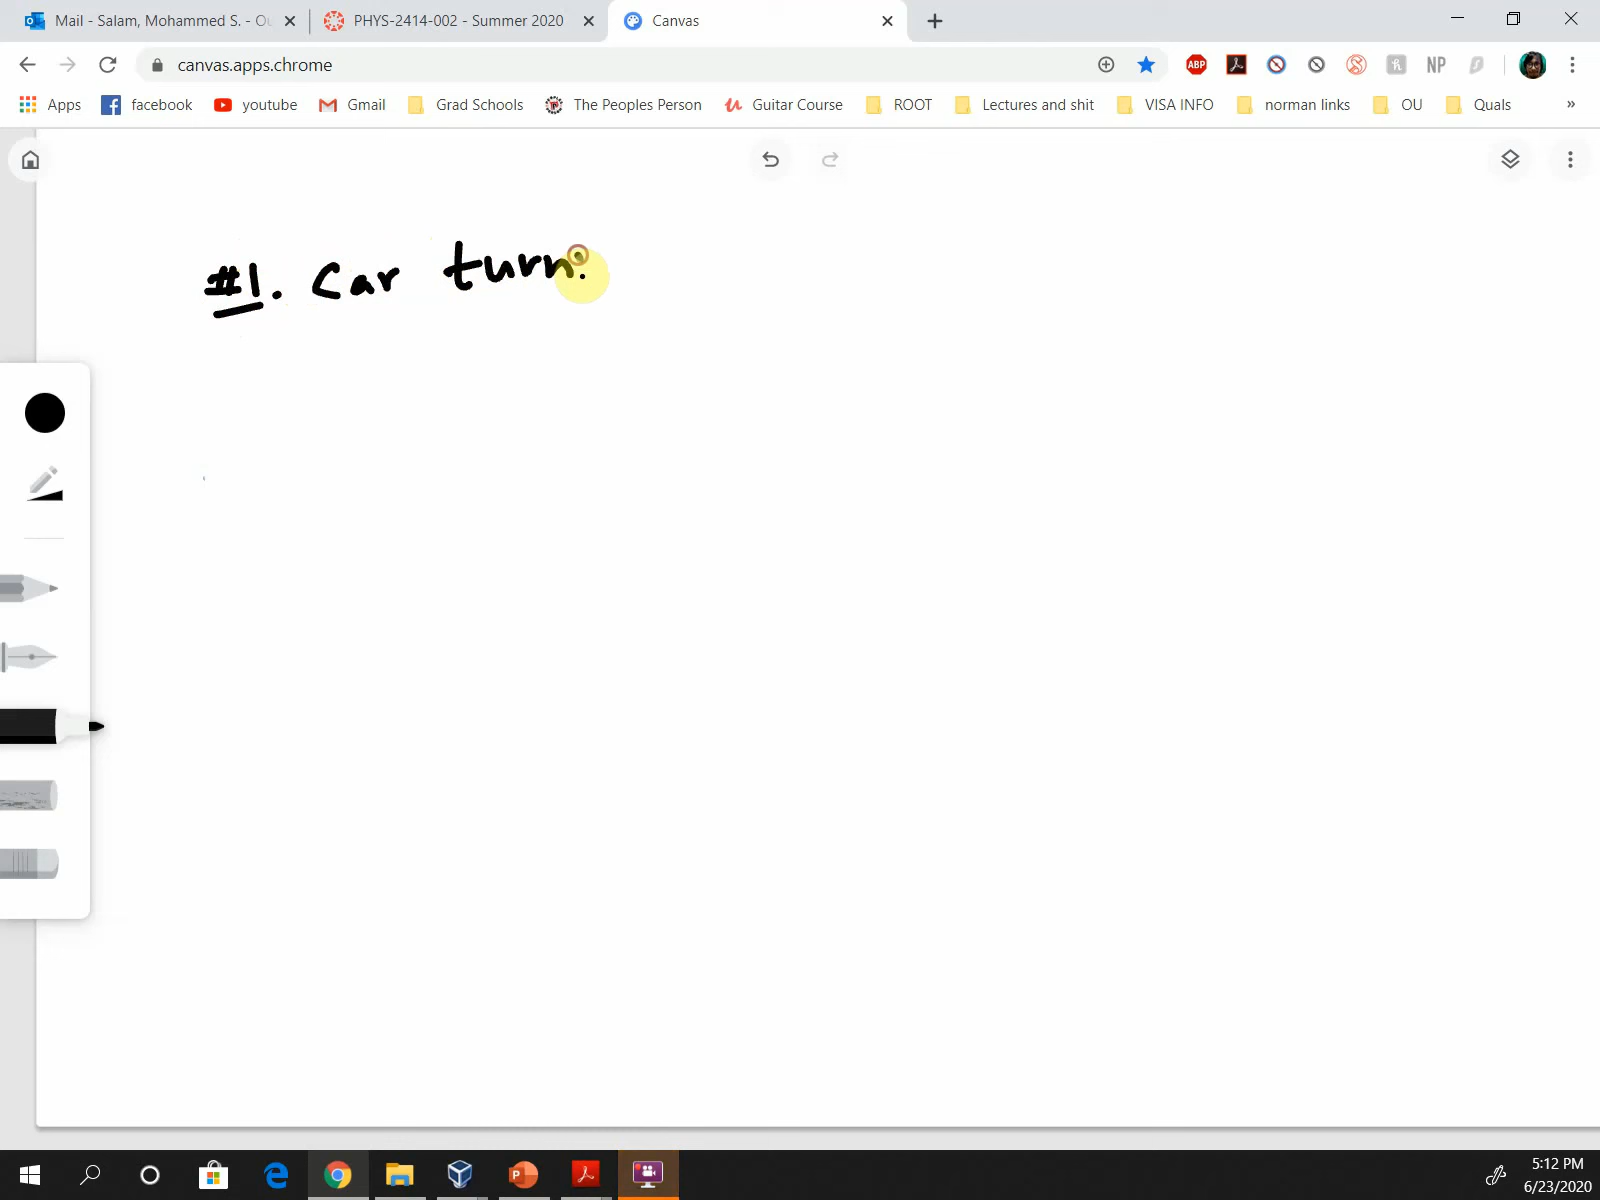 Mail - Salam, Mohammed S. - Ou
PHYS-2414-002 - Summer 2020
Canvas
canvas.apps.chrome
ABP
NP
Apps
facebook
youtube
Gmail
Grad Schools
The Peoples Person
Guitar Course
ROOT
Lectures and shit
VISA INFO
norman links
OU
Quals
»
#1. Car turn:
5:12 PM
6/23/2020